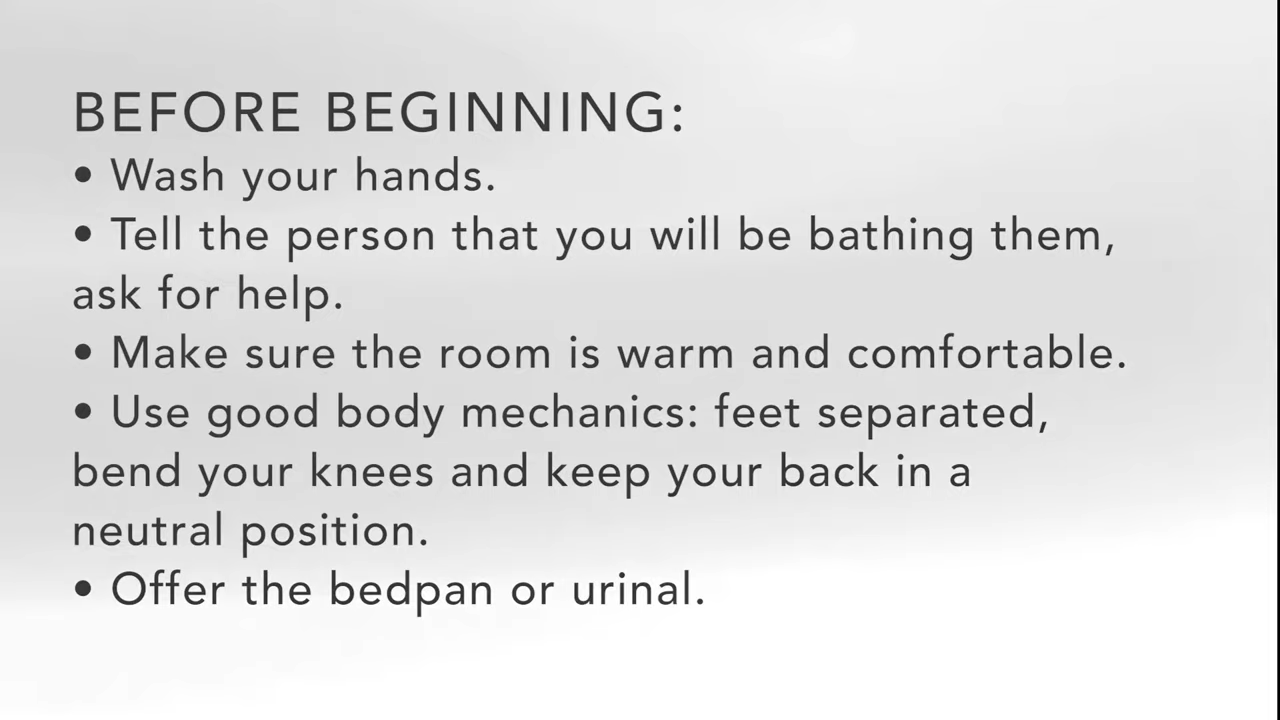 BEFORE BEGINNING:
• Wash your hands.
• Tell the person that you will be bathing them,
ask for help.
• Make sure the room is warm and comfortable.
• Use good body mechanics: feet separated,
bend your knees and keep your back in a
neutral position.
• Offer the bedpan or urinal.